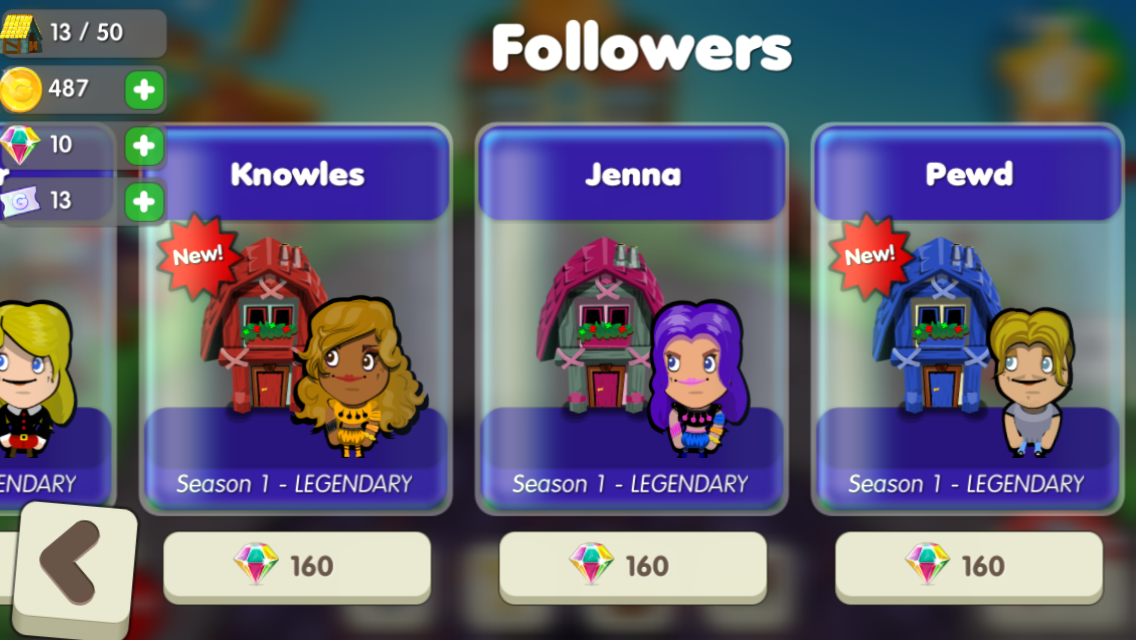 Followers
13 / 50
487
10
13
Knowles
Jenna
Pewd
New!
New!
Season 1 - LEGENDARY
Season 1 - LEGENDARY
Season 1 - LEGENDARY
160
160
160